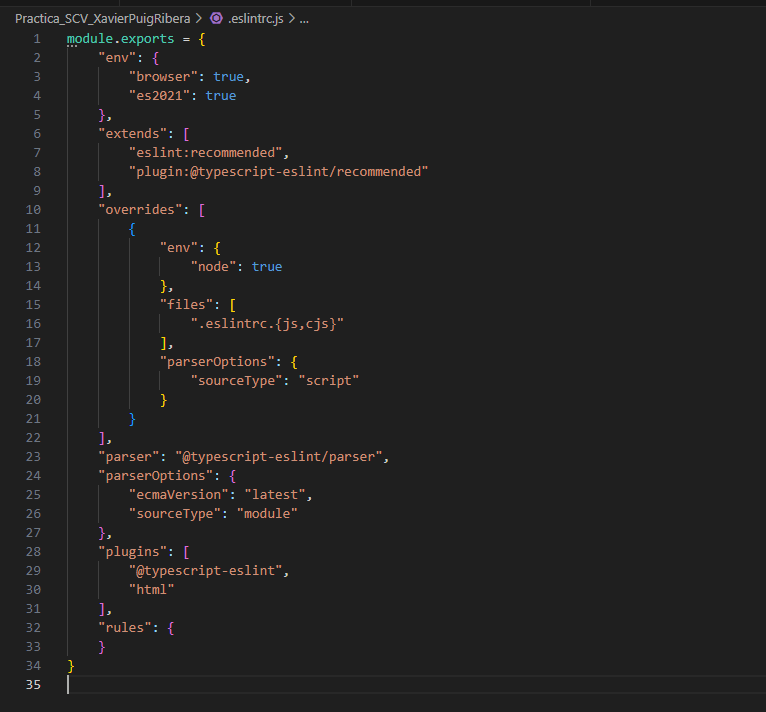 Practica_SCV_XavierPuigRibera > .eslintrc.js > ...
1 module.exports = {
2     "env": {
3         "browser": true,
4         "es2021": true
5     },
6     "extends": [
7         "eslint:recommended",
8         "plugin:@typescript-eslint/recommended"
9     ],
10     "overrides": [
11         {
12             "env": {
13                 "node": true
14             },
15             "files": [
16                 ".eslintrc.{js,cjs}"
17             ],
18             "parserOptions": {
19                 "sourceType": "script"
20             }
21         }
22     ],
23     "parser": "@typescript-eslint/parser",
24     "parserOptions": {
25         "ecmaVersion": "latest",
26         "sourceType": "module"
27     },
28     "plugins": [
29         "@typescript-eslint",
30         "html"
31     ],
32     "rules": {
33     }
34 }
35